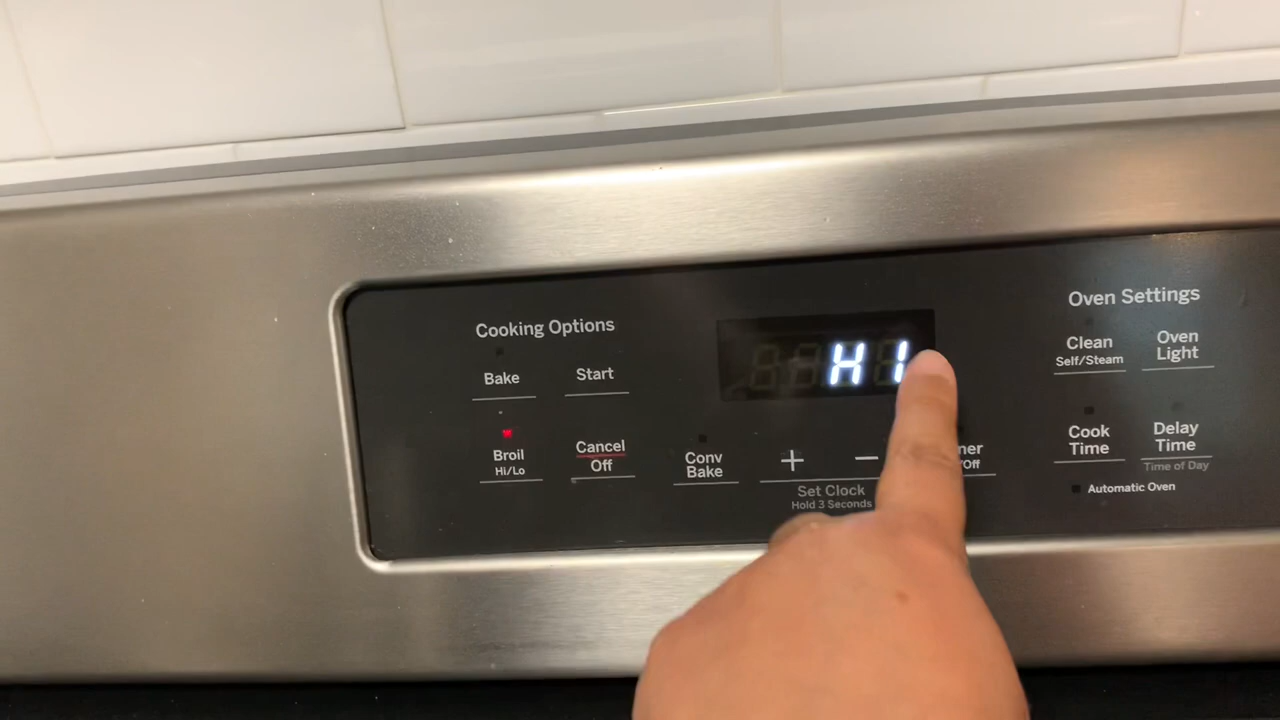 Cooking Options
Bake
Start
Broil
Hi/Lo
Cancel
Off
Conv
Bake
HI
+
−
Set Clock
Hold 3 Seconds
Oven Settings
Clean
Self/Steam
Oven
Light
Cook
Time
Delay
Time
Time of Day
Automatic Oven